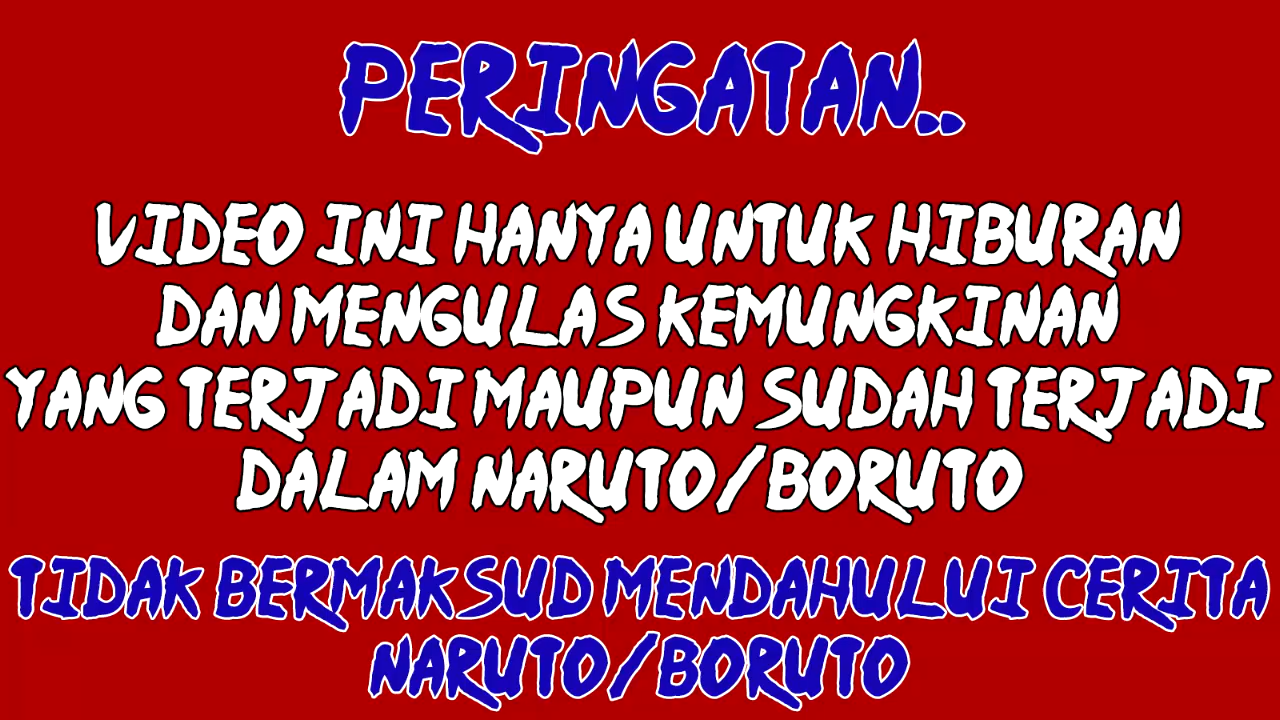 PERINGATAN..
VIDEO INI HANYA UNTUK HIBURAN
DAN MENGULAS KEMUNGKINAN
YANG TERJADI MAUPUN SUDAH TERJADI
DALAM NARUTO/BORUTO
TIDAK BERMAKSUD MENDAHULUI CERITA
NARUTO/BORUTO